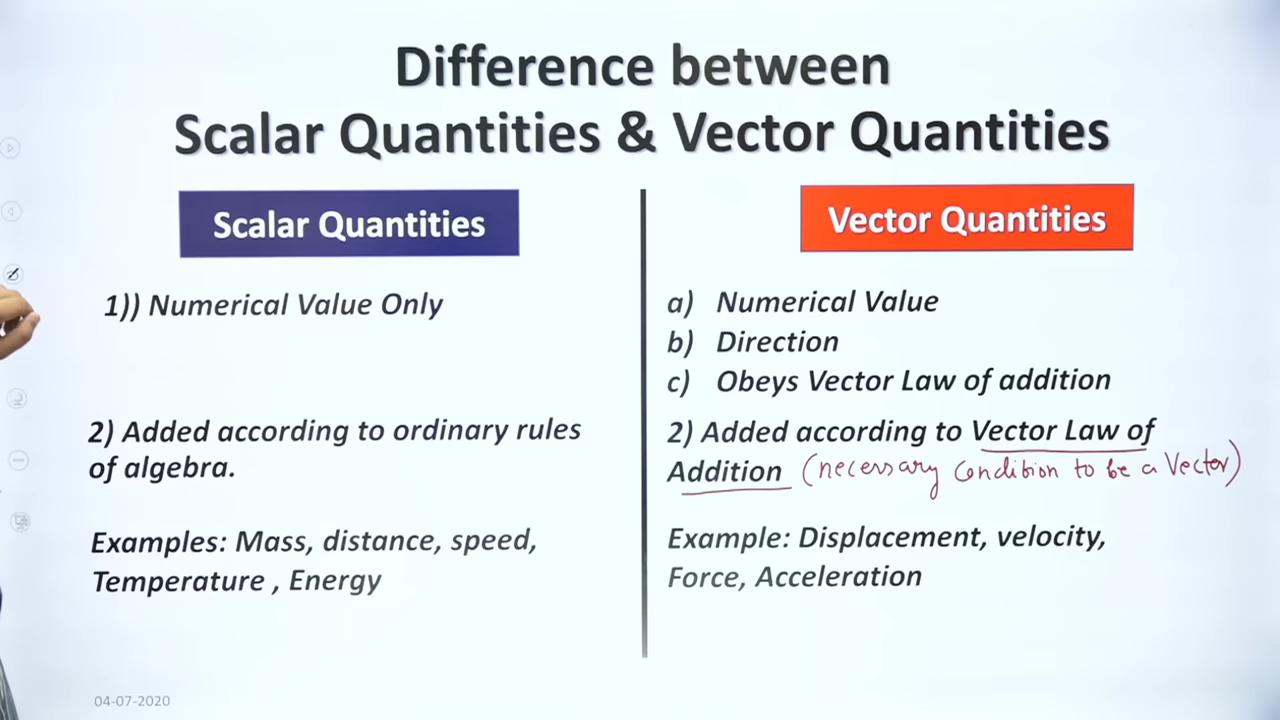 Difference between
Scalar Quantities & Vector Quantities
Scalar Quantities
1)) Numerical Value Only
2) Added according to ordinary rules
of algebra.
Examples: Mass, distance, speed,
Temperature , Energy
Vector Quantities
a) Numerical Value
b) Direction
c) Obeys Vector Law of addition
2) Added according to Vector Law of
Addition (necessary Condition to be a Vector)
Example: Displacement, velocity,
Force, Acceleration
04-07-2020